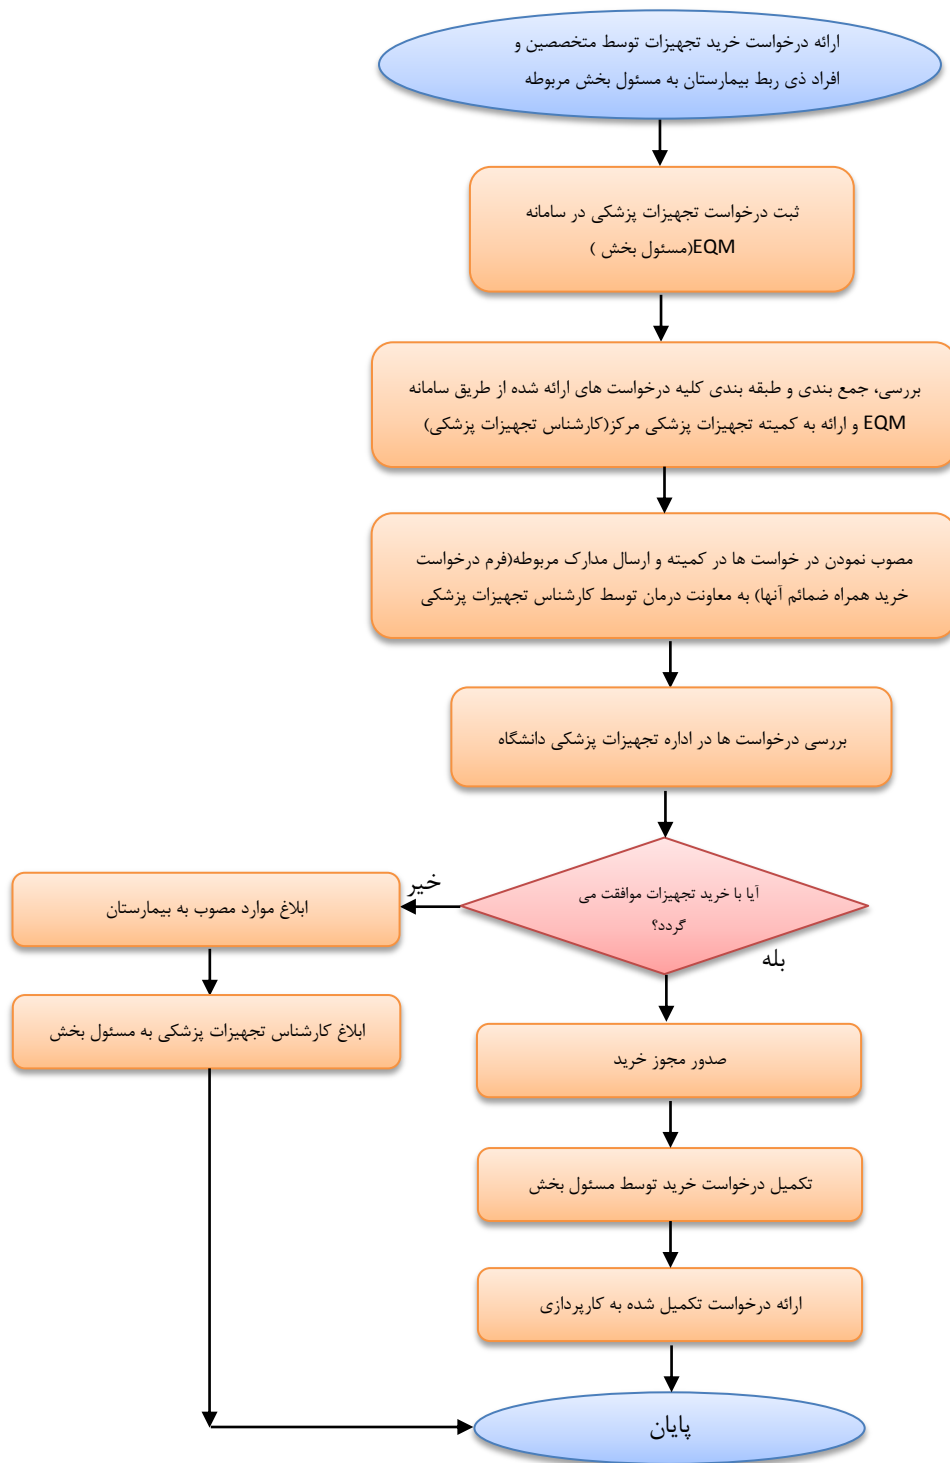 ارائه درخواست خرید تجهیزات توسط متخصصین و
افراد ذی ربط بیمارستان به مسئول بخش مربوطه
ثبت درخواست تجهیزات پزشکی در سامانه
EQM(مسئول بخش )
بررسی، جمع بندی و طبقه بندی کلیه درخواست های ارائه شده از طریق سامانه
EQM و ارائه به کمیته تجهیزات پزشکی مرکز(کارشناس تجهیزات پزشکی)
مصوب نمودن در خواست ها در کمیته و ارسال مدارک مربوطه(فرم درخواست
خرید همراه ضمائم آنها) به معاونت درمان توسط کارشناس تجهیزات پزشکی
بررسی درخواست ها در اداره تجهیزات پزشکی دانشگاه
آیا با خرید تجهیزات موافقت می
گردد؟
خیر
ابلاغ موارد مصوب به بیمارستان
ابلاغ کارشناس تجهیزات پزشکی به مسئول بخش
بله
صدور مجوز خرید
تکمیل درخواست خرید توسط مسئول بخش
ارائه درخواست تکمیل شده به کارپردازی
پایان